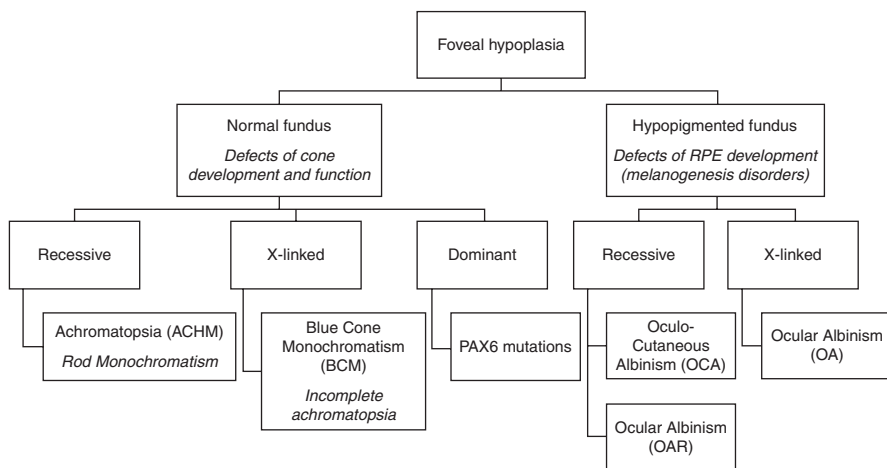 Foveal hypoplasia
Normal fundus
Defects of cone
development and function
Hypopigmented fundus
Defects of RPE development
(melanogenesis disorders)
Recessive
X-linked
Dominant
Recessive
X-linked
Achromatopsia (ACHM)
Rod Monochromatism
Blue Cone
Monochromatism
(BCM)
Incomplete
achromatopsia
PAX6 mutations
Oculo-
Cutaneous
Albinism (OCA)
Ocular Albinism
(OA)
Ocular Albinism
(OAR)